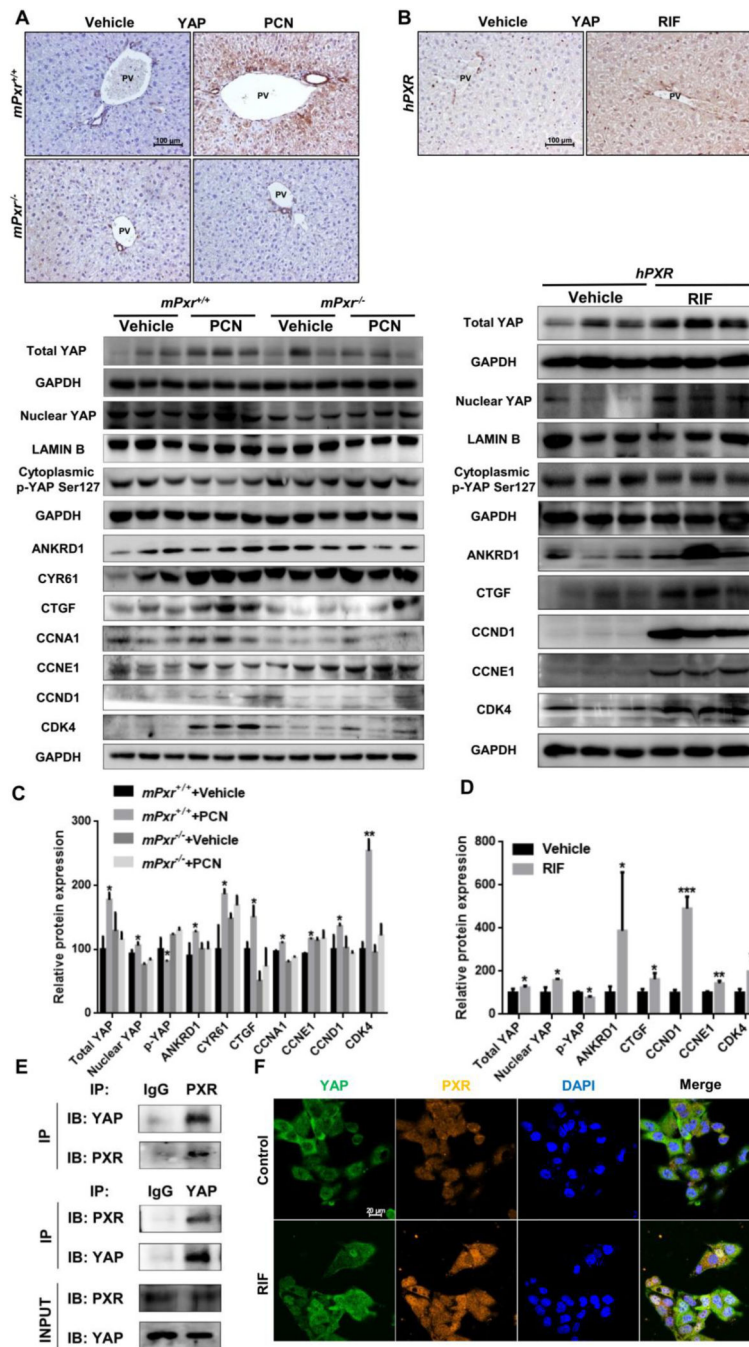 A
Vehicle YAP PCN
mPxr+/+
PV
PV
100 μm
mPxr-/-
PV
PV
B
Vehicle YAP RIF
hPXR
PV
PV
100 μm
mPxr+/+ mPxr-/-
Vehicle PCN Vehicle PCN
Total YAP
GAPDH
Nuclear YAP
LAMIN B
Cytoplasmic
p-YAP Ser127
GAPDH
ANKRD1
CYR61
CTGF
CCNA1
CCNE1
CCND1
CDK4
GAPDH
hPXR
Vehicle RIF
Total YAP
GAPDH
Nuclear YAP
LAMIN B
Cytoplasmic
p-YAP Ser127
GAPDH
ANKRD1
CTGF
CCND1
CCNE1
CDK4
GAPDH
C
mPxr+/++Vehicle
mPxr+/++PCN
mPxr-/-+Vehicle
mPxr-/-+PCN
Relative protein expression
300
200
100
0
* * * * * * * * * **
Total YAP
Nuclear YAP
p-YAP
ANKRD1
CYR61
CTGF
CCNA1
CCNE1
CCND1
CDK4
D
Vehicle
RIF
Relative protein expression
800
600
400
200
0
* * * * * *** **
Total YAP
Nuclear YAP
p-YAP
ANKRD1
CTGF
CCND1
CCNE1
CDK4
E
IP: IgG PXR
IP
IB: YAP
IB: PXR
IP: IgG YAP
IP
IB: PXR
IB: YAP
INPUT
IB: PXR
IB: YAP
F
YAP PXR DAPI Merge
Control
20 μm
RIF